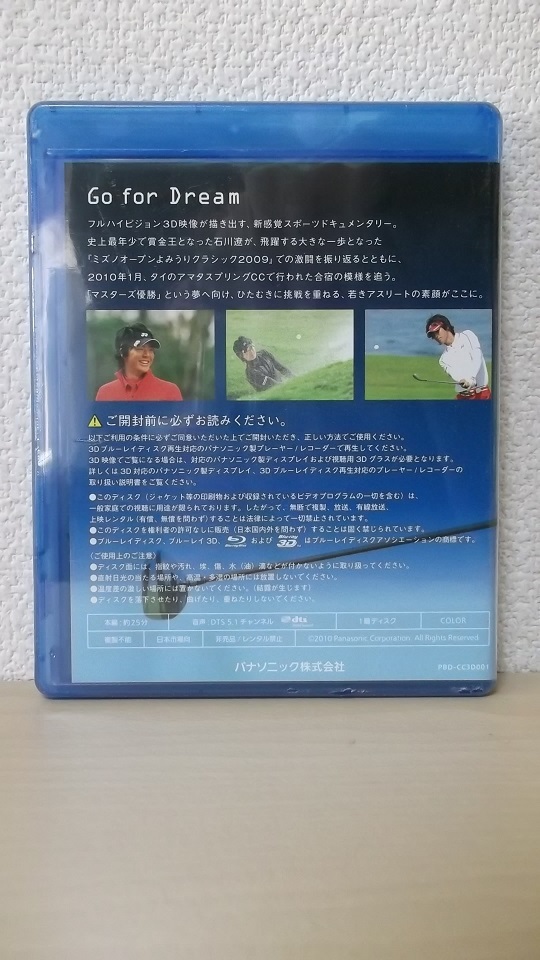 Go for Dream
フルハイビジョン3D映像が描き出す、新感覚スポーツドキュメンタリー。
史上最年少で賞金王となった石川遼が、飛躍する大きな一歩となった
「ミズノオープンよみうりクラシック2009」での激闘を振り返るとともに、
2010年1月、タイのアマタスプリングCCで行われた合宿の模様を追う。
「マスターズ優勝」という夢へ向け、ひたむきに挑戦を重ねる、若きアスリートの素顔がここに。
ご開封前に必ずお読みください。
以下ご利用の条件に必ずご同意いただいた上でご開封いただき、正しい方法でご使用ください。
3Dブルーレイディスク再生対応のパナソニック製プレーヤー/レコーダーで再生してください。
3D映像でご覧になる場合は、対応のパナソニック製ディスプレイおよび視聴用3Dグラスが必要となります。
詳しくは3D対応のパナソニック製ディスプレイ、3Dブルーレイディスク再生対応のプレーヤー/レコーダーの
取り扱い説明書をご覧ください。
●このディスク(ジャケット等の印刷物および収録されているビデオプログラムの一切を含む)は、
一般家庭での視聴に用途が限られております。したがって、無断で複製、放送、有線放送、
上映レンタル(有償、無償を問わず)することは法律によって一切禁止されています。
●このディスクを権利者の許可なしに販売(日本国内外を問わず)することは固く禁じられています。
●ブルーレイディスク、ブルーレイ3D、Blu-ray Disc および Blu-ray 3D はブルーレイディスクアソシエーションの商標です。
(ご使用上のご注意)
●ディスク面には、指紋や汚れ、埃、傷、水(油)滴などが付かないように取り扱ってください。
●直射日光の当たる場所や、高温・多湿の場所には放置しないでください。
●温度差の激しい場所には置かないでください。(結露が生じます)
●ディスクを落下させたり、曲げたり、重ねたりしないでください。
本編:約25分 音声:DTS 5.1チャンネル dts 1層ディスク COLOR
複製不能 日本市場向 非売品/レンタル禁止 ©2010 Panasonic Corporation. All Rights Reserved.
パナソニック株式会社 PBD-CC3D001